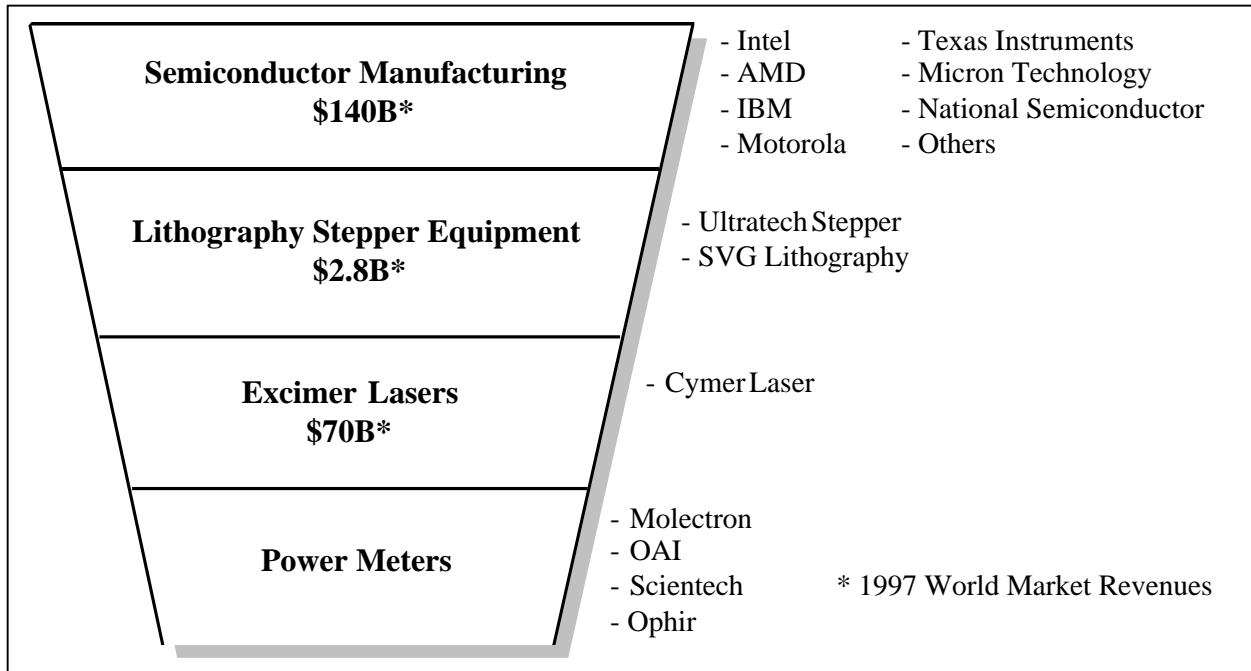 Semiconductor Manufacturing
$140B*
- Intel
- AMD
- IBM
- Motorola
- Texas Instruments
- Micron Technology
- National Semiconductor
- Others
Lithography Stepper Equipment
$2.8B*
- Ultratech Stepper
- SVG Lithography
Excimer Lasers
$70B*
- Cymer Laser
Power Meters
- Molectron
- OAI
- Scientech
- Ophir
* 1997 World Market Revenues